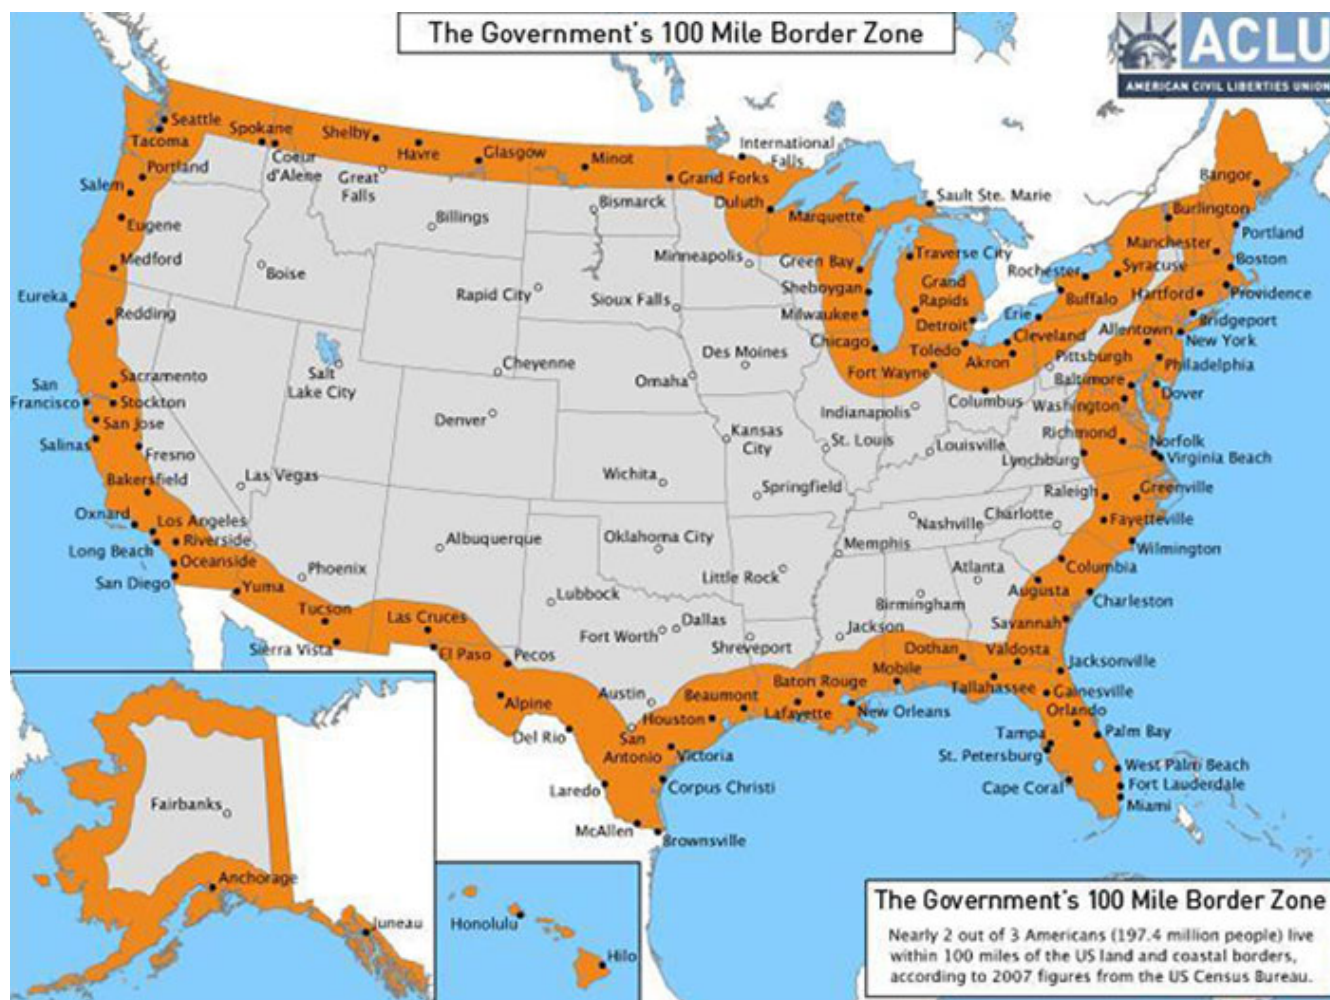 The Government's 100 Mile Border Zone
ACLU
AMERICAN CIVIL LIBERTIES UNION
Seattle
Tacoma
Spokane
Coeur
d'Alene
Shelby
Havre
Great
Falls
Glasgow
Minot
Grand Forks
International
Falls
Duluth
Marquette
Sault Ste. Marie
Bangor
Portland
Salem
Eugene
Medford
Billings
Bismarck
Minneapolis
Green Bay
Traverse City
Burlington
Portland
Manchester
Boston
Rochester
Syracuse
Boise
Eureka
Redding
Rapid City
Sioux Falls
Sheboygan
Grand
Rapids
Buffalo
Hartford
Providence
Milwaukee
Detroit
Erie
Bridgeport
Allentown
New York
Chicago
Toledo
Cleveland
Akron
Pittsburgh
Philadelphia
Salt
Lake City
Cheyenne
Des Moines
Omaha
Fort Wayne
Baltimore
Dover
Sacramento
San
Francisco
Stockton
San Jose
Salinas
Fresno
Denver
Indianapolis
Columbus
Washington
Kansas
City
St. Louis
Louisville
Richmond
Norfolk
Virginia Beach
Lynchburg
Bakersfield
Las Vegas
Wichita
Springfield
Raleigh
Greenville
Oxnard
Los Angeles
Riverside
Long Beach
Oceanside
San Diego
Nashville
Charlotte
Fayetteville
Wilmington
Albuquerque
Oklahoma City
Memphis
Phoenix
Yuma
Little Rock
Atlanta
Columbia
Augusta
Charleston
Tucson
Sierra Vista
Las Cruces
El Paso
Pecos
Lubbock
Fort Worth
Dallas
Shreveport
Birmingham
Jackson
Savannah
Dothan
Valdosta
Jacksonville
Alpine
Del Rio
Austin
Houston
Beaumont
Baton Rouge
Lafayette
Mobile
New Orleans
Tallahassee
Gainesville
Orlando
San
Antonio
Victoria
Tampa
St. Petersburg
Palm Bay
Laredo
Corpus Christi
Cape Coral
West Palm Beach
Fort Lauderdale
Miami
McAllen
Brownsville
Fairbanks
Anchorage
Juneau
Honolulu
Hilo
The Government's 100 Mile Border Zone
Nearly 2 out of 3 Americans (197.4 million people) live
within 100 miles of the US land and coastal borders,
according to 2007 figures from the US Census Bureau.